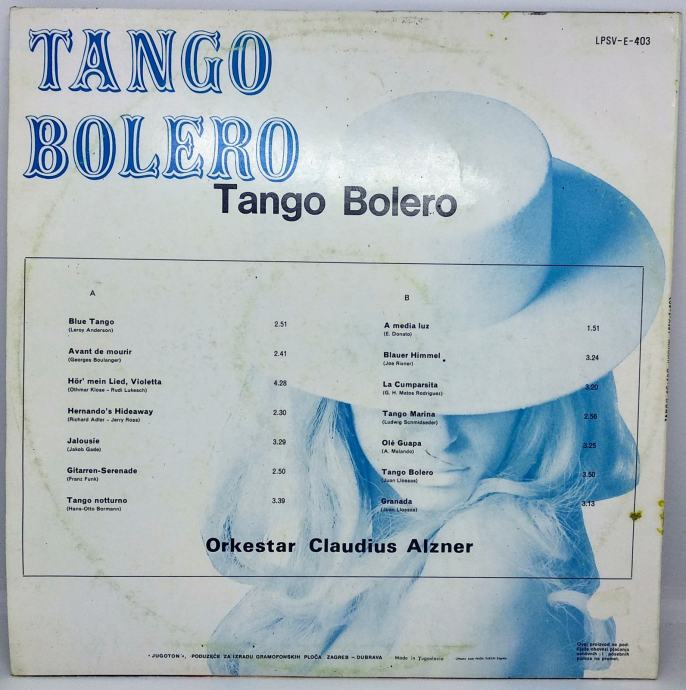 LPSV-E-403
TANGO
BOLERO
Tango Bolero
A
Blue Tango 2.51
(Leroy Anderson)
Avant de mourir 2.41
(Georges Boulanger)
Hör' mein Lied, Violetta 4.28
(Othmar Klose – Rudi Lukesch)
Hernando's Hideaway 2.30
(Richard Adler – Jerry Ross)
Jalousie 3.29
(Jakob Gade)
Gitarren-Serenade 2.50
(Franz Funk)
Tango notturno 3.39
(Hans-Otto Bormann)
B
A media luz 1.51
(E. Donato)
Blauer Himmel 3.24
(Joe Rixner)
La Cumparsita 3.20
(G. H. Matos Rodriguez)
Tango Marina 2.56
(Ludwig Schmidseder)
Olé Guapa 3.25
(A. Malando)
Tango Bolero 3.50
(Juan Llossas)
Granada 3.13
(Juan Llossas)
Orkestar Claudius Alzner
«JUGOTON», PODUZEĆE ZA IZRADU GRAMOFONSKIH PLOČA ZAGREB – DUBRAVA Made in Yugoslavia